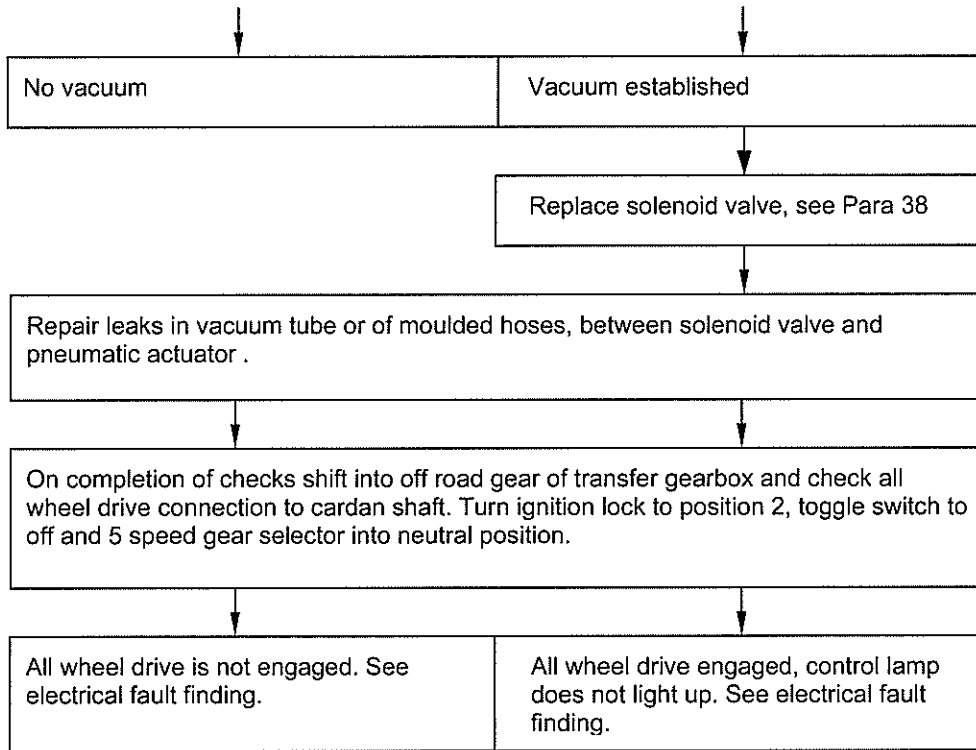 No vacuum
Vacuum established
Replace solenoid valve, see Para 38
Repair leaks in vacuum tube or of moulded hoses, between solenoid valve and
pneumatic actuator .
On completion of checks shift into off road gear of transfer gearbox and check all
wheel drive connection to cardan shaft. Turn ignition lock to position 2, toggle switch to
off and 5 speed gear selector into neutral position.
All wheel drive is not engaged. See
electrical fault finding.
All wheel drive engaged, control lamp
does not light up. See electrical fault
finding.